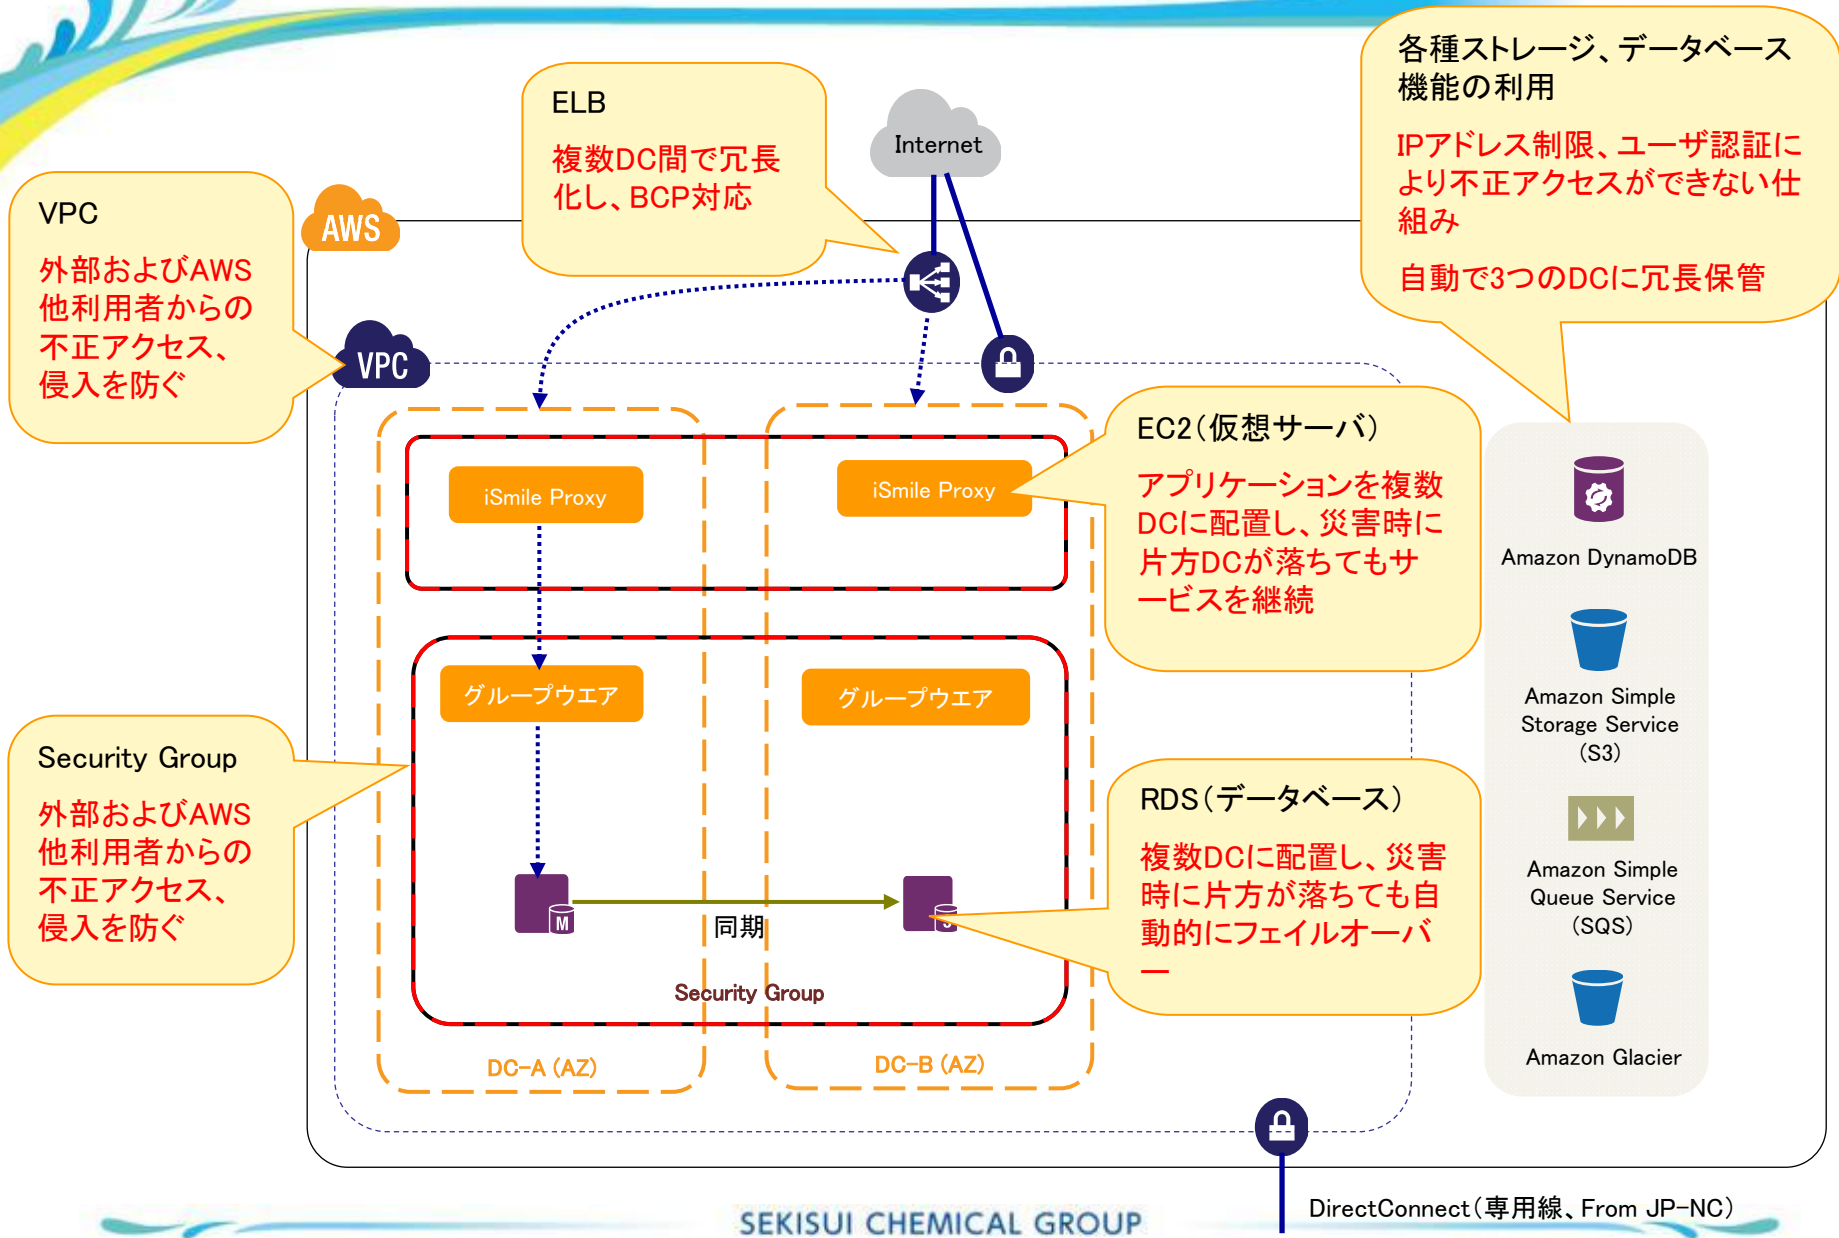 各種ストレージ、データベース
機能の利用
IPアドレス制限、ユーザ認証に
より不正アクセスができない仕
組み
自動で3つのDCに冗長保管
ELB
複数DC間で冗長
化し、BCP対応
Internet
VPC
外部およびAWS
他利用者からの
不正アクセス、
侵入を防ぐ
AWS
VPC
EC2（仮想サーバ）
アプリケーションを複数
DCに配置し、災害時に
片方DCが落ちてもサ
ービスを継続
iSmile Proxy
iSmile Proxy
Amazon DynamoDB
グループウエア
グループウエア
Amazon Simple
Storage Service
(S3)
Security Group
外部およびAWS
他利用者からの
不正アクセス、
侵入を防ぐ
RDS（データベース）
複数DCに配置し、災害
時に片方が落ちても自
動的にフェイルオーバ
ー
M
S
同期
Amazon Simple
Queue Service
(SQS)
Security Group
DC-A (AZ)
DC-B (AZ)
Amazon Glacier
DirectConnect（専用線、From JP-NC）
SEKISUI CHEMICAL GROUP